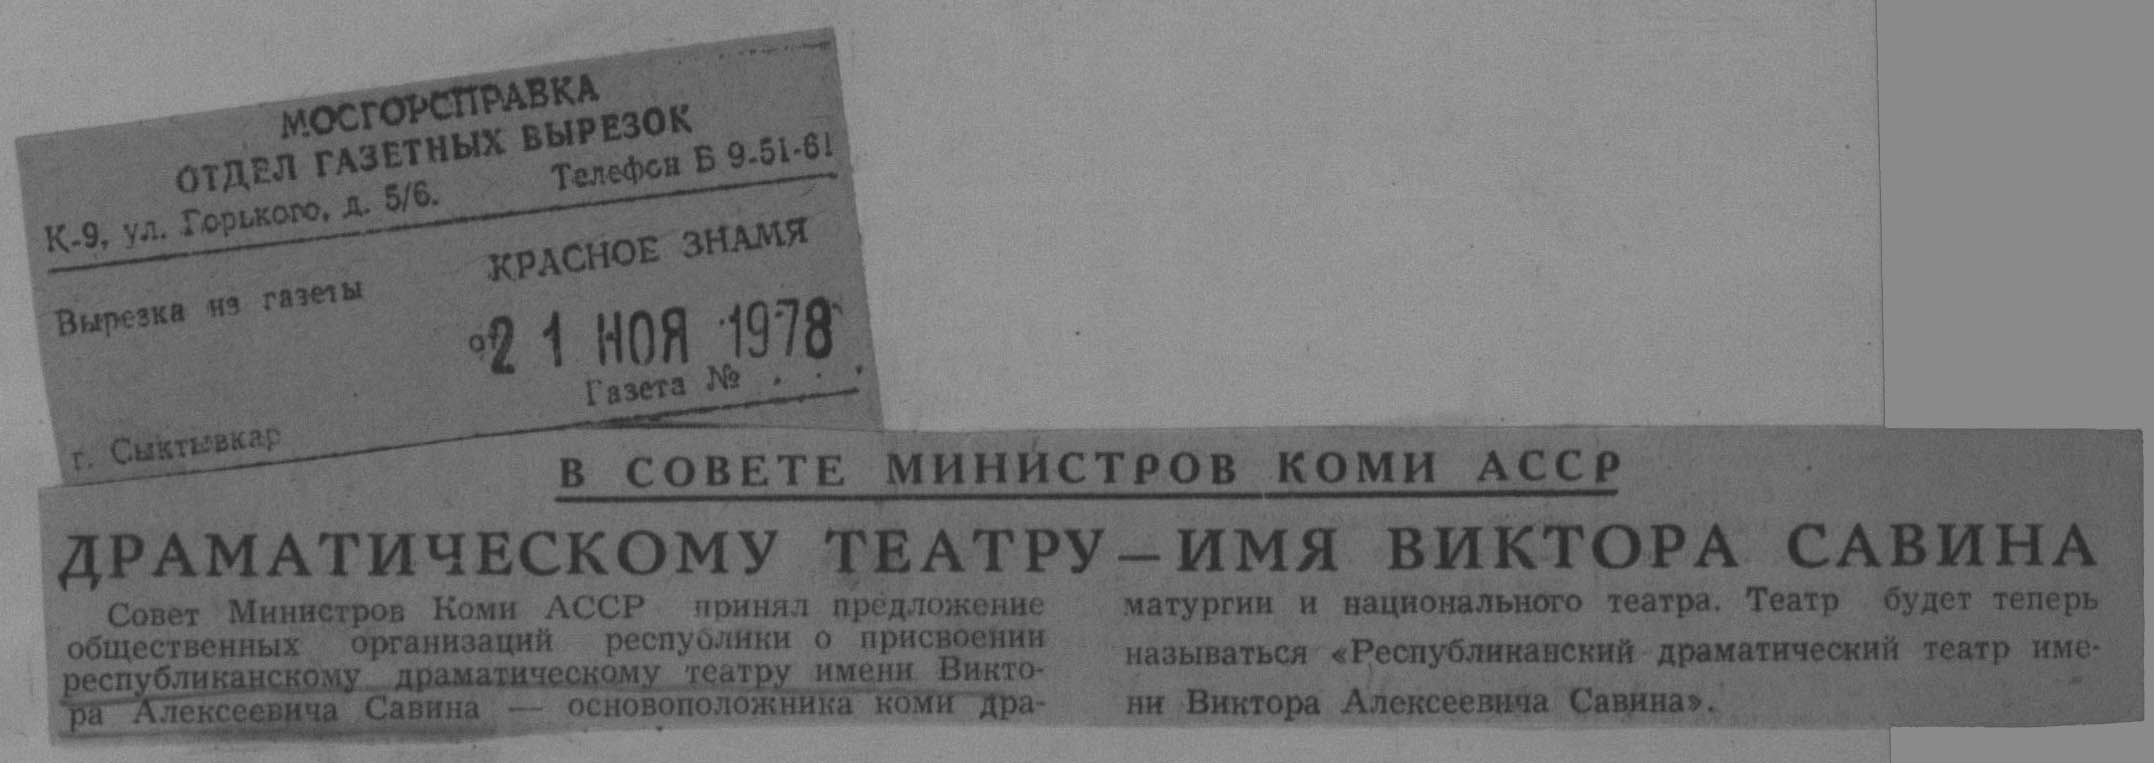 МОСГОРСПРАВКА
ОТДЕЛ ГАЗЕТНЫХ ВЫРЕЗОК
К-9, ул. Горького, д. 5/6. Телефон Б 9-51-61
Вырезка из газеты
КРАСНОЕ ЗНАМЯ
от 21 НОЯ 1978
Газета № . . .
г. Сыктывкар
В СОВЕТЕ МИНИСТРОВ КОМИ АССР
ДРАМАТИЧЕСКОМУ ТЕАТРУ — ИМЯ ВИКТОРА САВИНА
Совет Министров Коми АССР принял предложение
общественных организаций республики о присвоении
республиканскому драматическому театру имени Викто-
ра Алексеевича Савина — основоположника коми дра-
матургии и национального театра. Театр будет теперь
называться «Республиканский драматический театр име-
ни Виктора Алексеевича Савина».